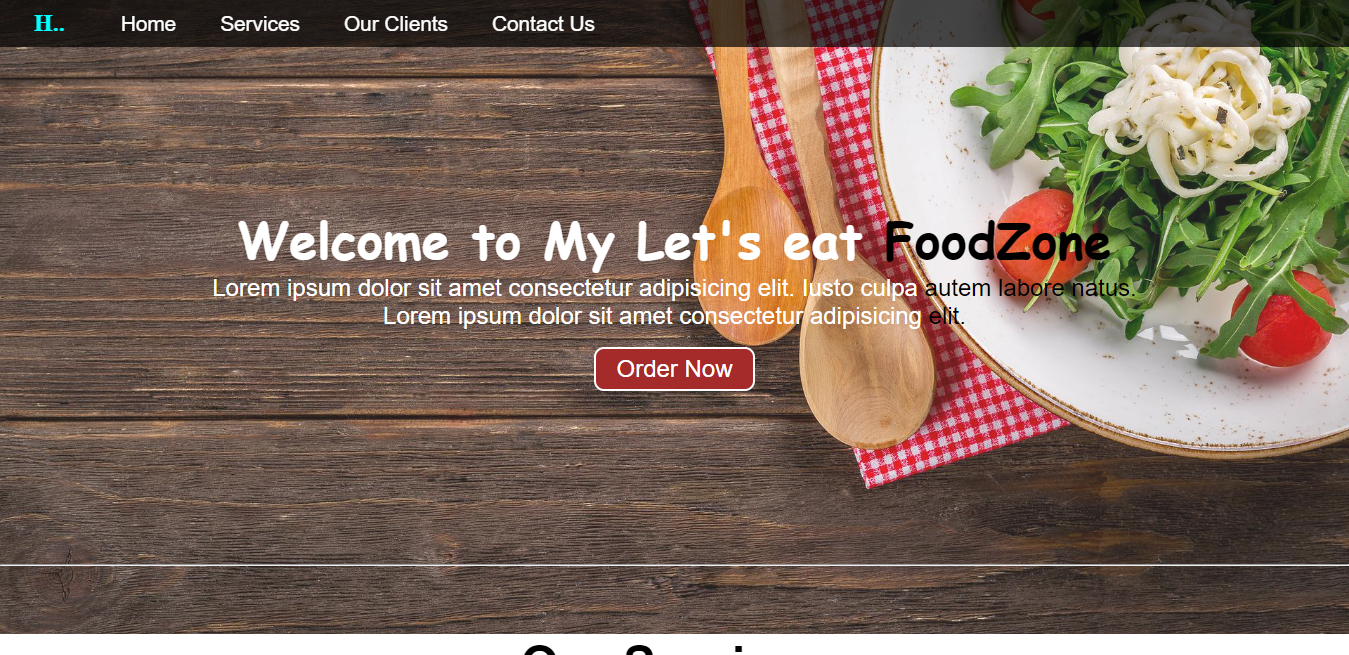 H..
Home
Services
Our Clients
Contact Us
Welcome to My Let's eat FoodZone
Lorem ipsum dolor sit amet consectetur adipisicing elit. Iusto culpa autem labore natus.
Lorem ipsum dolor sit amet consectetur adipisicing elit.
Order Now